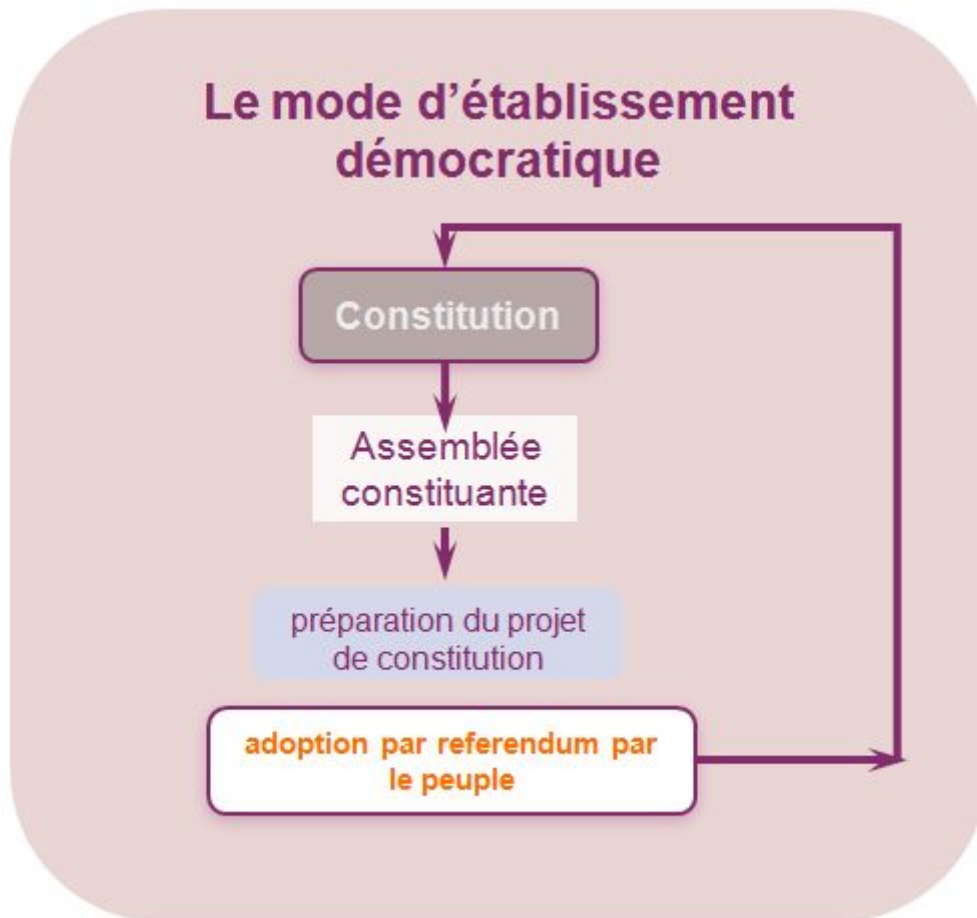 Le mode d’établissement
démocratique
Constitution
Assemblée
constituante
préparation du projet
de constitution
adoption par referendum par
le peuple